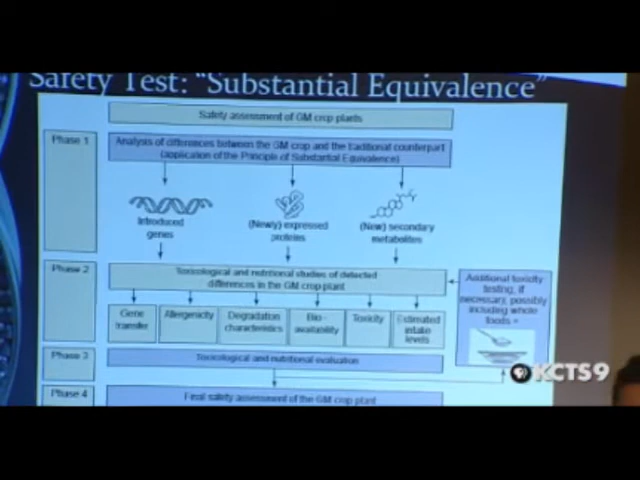 Safety Test: "Substantial Equivalence"
Safety assessment of GM crop plants
Phase 1
Analysis of differences between the GM crop and the traditional counterpart
(application of the Principle of Substantial Equivalence)
Introduced
genes
(Newly) expressed
proteins
(New) secondary
metabolites
Phase 2
Toxicological and nutritional studies of detected
differences in the GM crop plant
Additional toxicity
testing, if
necessary, possibly
including whole
foods
Gene
transfer
Allergenicity
Degradation
characteristics
Bio-
availability
Toxicity
Estimated
intake
levels
Phase 3
Toxicological and nutritional evaluation
Phase 4
Final safety assessment of the GM crop plant
KCTS9